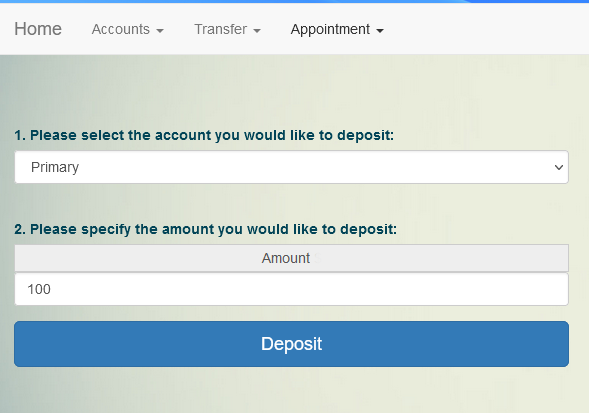 Home Accounts Transfer Appointment
1. Please select the account you would like to deposit:
Primary
2. Please specify the amount you would like to deposit:
Amount
100
Deposit